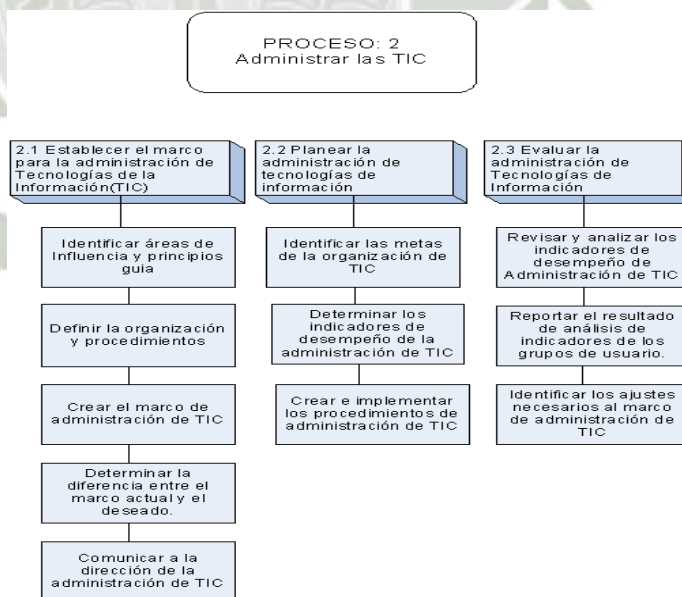 PROCESO: 2
Administrar las TIC
2.1 Establecer el marco
para la administración de
Tecnologías de la
Información(TIC)
Identificar áreas de
Influencia y principios
guia
Definir la organización
y procedimientos
Crear el marco de
administración de TIC
Determinar la
diferencia entre el
marco actual y el
deseado.
Comunicar a la
dirección de la
administración de TIC
2.2 Planear la
administración de
tecnologías de
información
Identificar las metas
de la organización de
TIC
Determinar los
indicadores de
desempeño de la
administración de TIC
Crear e implementar
los procedimientos de
administración de TIC
2.3 Evaluar la
administración de
Tecnologías de
Información
Revisar y analizar los
indicadores de
desempeño de
Administración de TIC
Reportar el resultado
de análisis de
indicadores de los
grupos de usuario.
Identificar los ajustes
necesarios al marco
de administración de
TIC